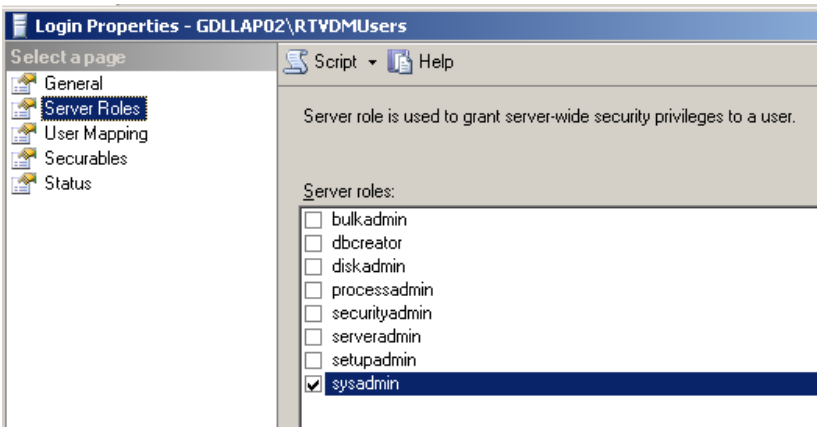 Login Properties - GDLLAP02\RTVDMUsers
Select a page
General
Server Roles
User Mapping
Securables
Status
Script Help
Server role is used to grant server-wide security privileges to a user.
Server roles:
bulkadmin
dbcreator
diskadmin
processadmin
securityadmin
serveradmin
setupadmin
sysadmin